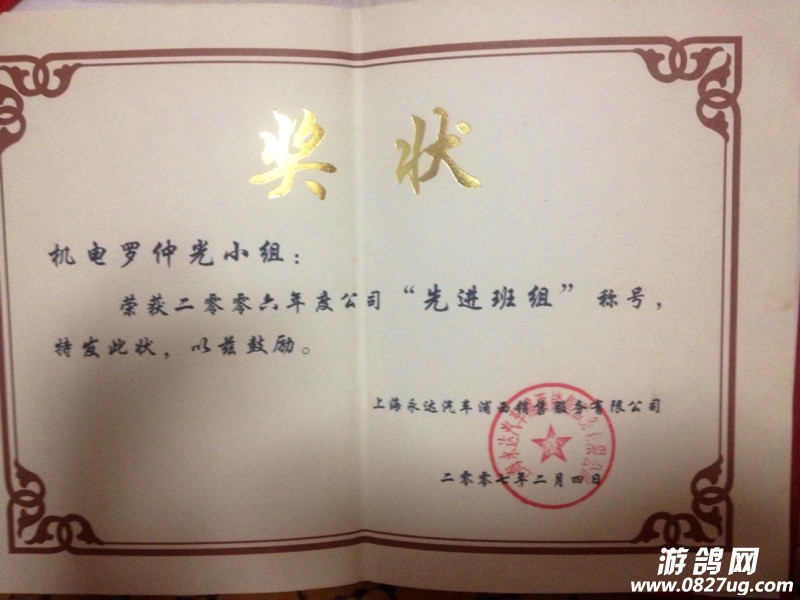 奖状
机电罗仲光小组：
荣获二零零六年度公司“先进班组”称号，
特发此状，以兹鼓励。
上海永达汽车浦西销售服务有限公司
二零零七年二月四日
游鸽网
www.0827ug.com